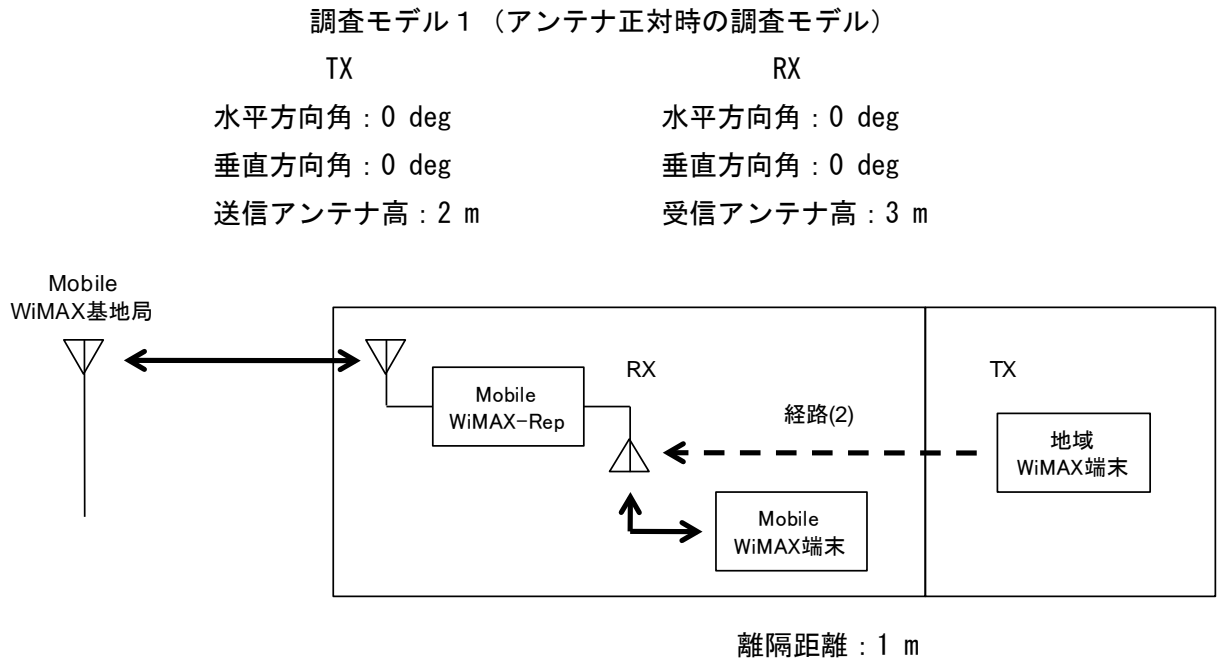 調査モデル１（アンテナ正対時の調査モデル）
TX
RX
水平方向角：0 deg
水平方向角：0 deg
垂直方向角：0 deg
垂直方向角：0 deg
送信アンテナ高：2 m
受信アンテナ高：3 m
Mobile
WiMAX基地局
Mobile
WiMAX-Rep
RX
経路(2)
TX
地域
WiMAX端末
Mobile
WiMAX端末
離隔距離：1 m